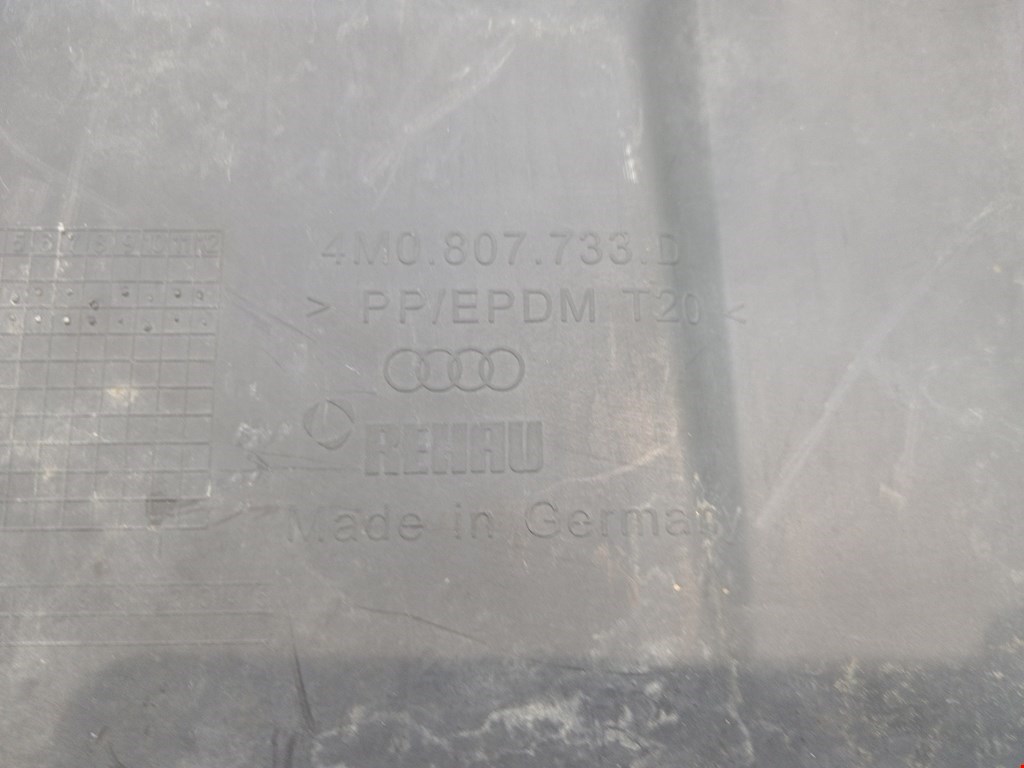 4M0.807.733.D
> PP/EPDM T20 <
REHAU
Made in Germany